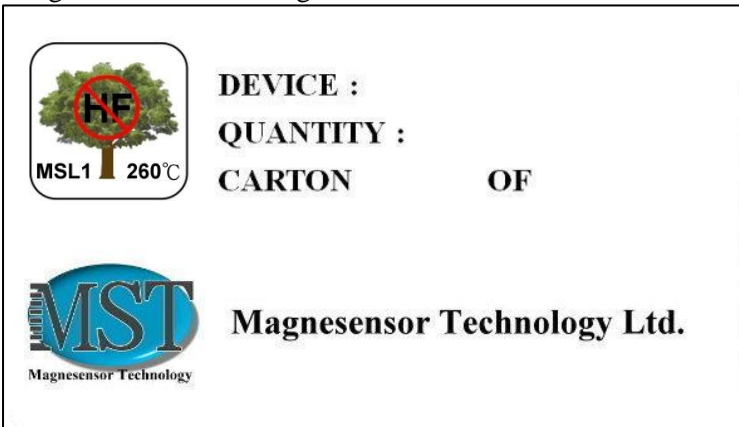 HF
MSL1 260℃
DEVICE :
QUANTITY :
CARTON OF
MST
Magnesensor Technology
Magnesensor Technology Ltd.